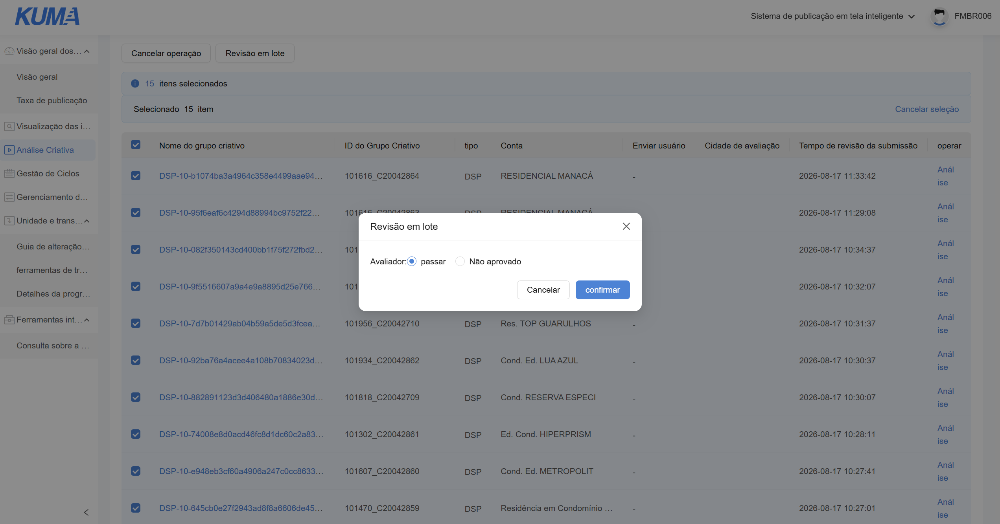 KUMA
Sistema de publicação em tela inteligente
FMBR006
Visão geral dos...
Visão geral
Taxa de publicação
Visualização das i...
Análise Criativa
Gestão de Ciclos
Gerenciamento d...
Unidade e trans...
Guia de alteração...
ferramentas de tr...
Detalhes da progr...
Ferramentas int...
Consulta sobre a ...
Cancelar operação
Revisão em lote
15 itens selecionados
Selecionado 15 item
Cancelar seleção
Nome do grupo criativo ID do Grupo Criativo tipo Conta Enviar usuário Cidade de avaliação Tempo de revisão da submissão operar
DSP-10-b1074ba3a4964c358e4499aae94... 101616_C20042864 DSP RESIDENCIAL MANACÁ - 2026-08-17 11:33:42 Anál
ise
DSP-10-95f6eaf6c4294d88994bc9752f22... 101616_C20042863 DSP RESIDENCIAL MANACÁ 2026-08-17 11:29:08 Anál
ise
DSP-10-082f350143cd400bb1f75f272fbd2... 101 2026-08-17 10:34:37 Anál
ise
DSP-10-9f5516607a9a4e9a8895d25e766... 101 2026-08-17 10:32:07 Anál
ise
DSP-10-7d7b01429ab04b59a5de5d3fcea... 101956_C20042710 DSP Res. TOP GUARULHOS - 2026-08-17 10:31:37 Anál
ise
DSP-10-92ba76a4acee4a108b70834023d... 101934_C20042862 DSP Cond. Ed. LUA AZUL - 2026-08-17 10:30:37 Anál
ise
DSP-10-882891123d3d406480a1886e30d... 101818_C20042709 DSP Cond. RESERVA ESPECI - 2026-08-17 10:30:07 Anál
ise
DSP-10-74008e8d0acd46fc8d1dc60c2a83... 101302_C20042861 DSP Ed. Cond. HIPERPRISM - 2026-08-17 10:28:11 Anál
ise
DSP-10-e948eb3cf60a4906a247c0cc8633... 101607_C20042860 DSP Cond. Ed. METROPOLIT - 2026-08-17 10:27:41 Anál
ise
DSP-10-645cb0e27f2943ad8f8a6606de45... 101470_C20042859 DSP Residência em Condomínio ... - 2026-08-17 10:27:01 Anál
ise
Revisão em lote
Avaliador: passar Não aprovado
Cancelar
confirmar